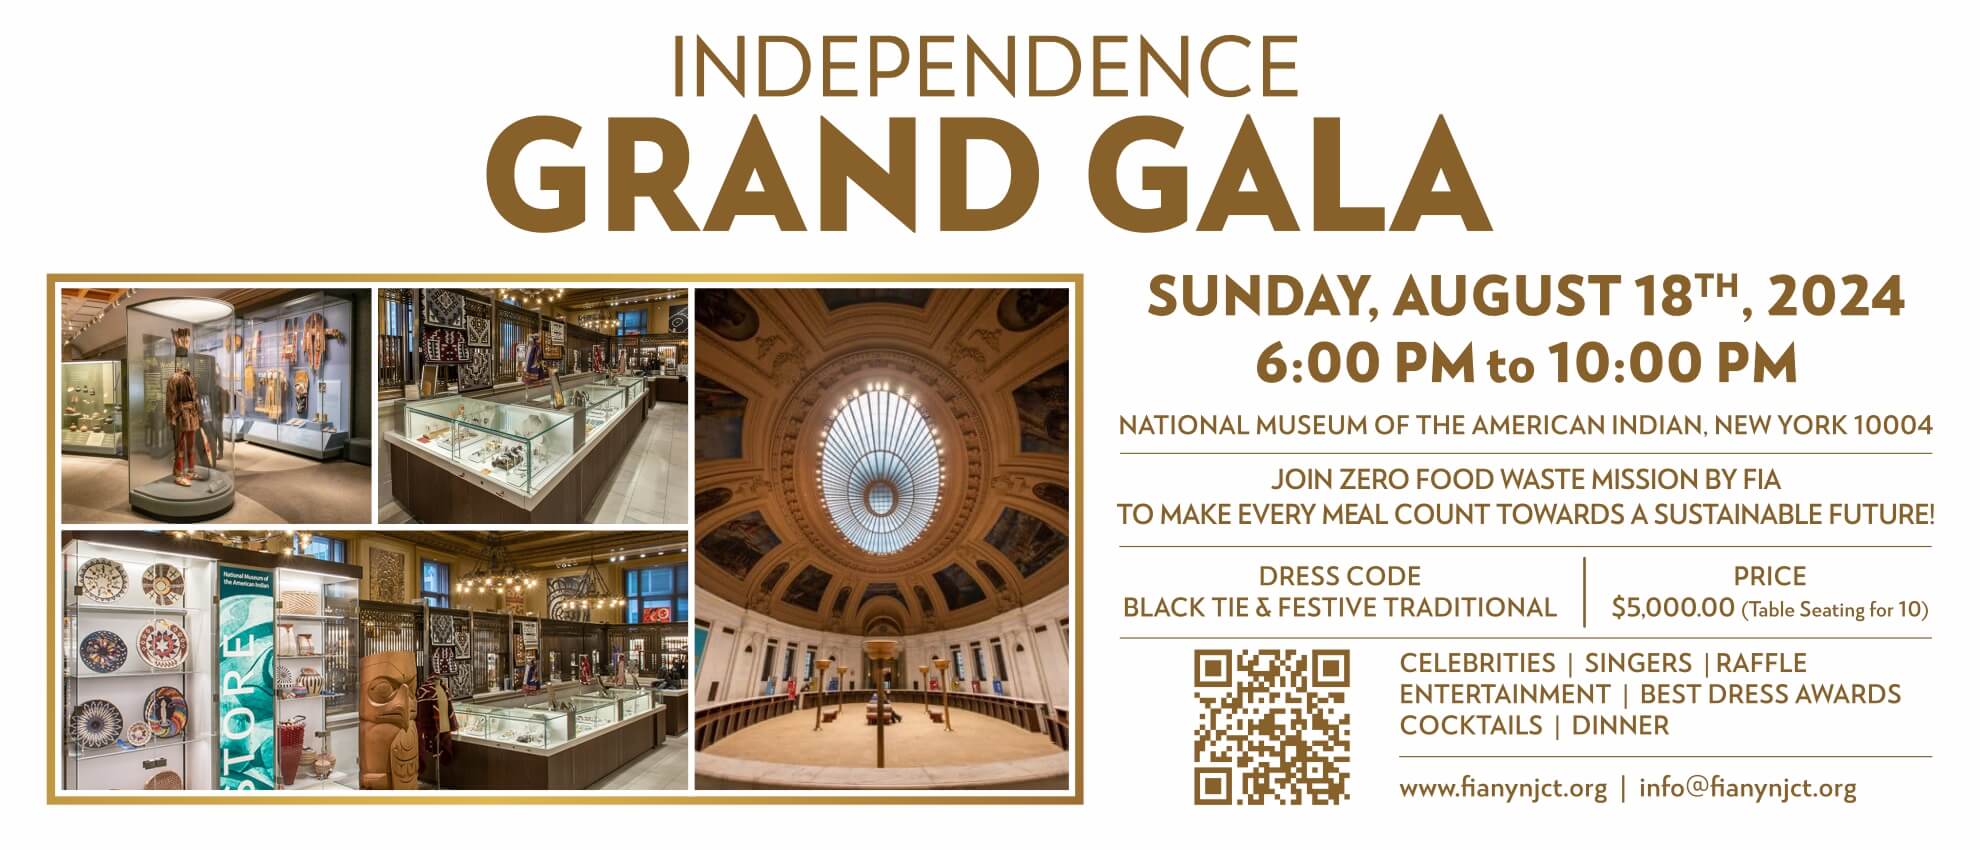 INDEPENDENCE
GRAND GALA
SUNDAY, AUGUST 18TH, 2024
6:00 PM to 10:00 PM
NATIONAL MUSEUM OF THE AMERICAN INDIAN, NEW YORK 10004
JOIN ZERO FOOD WASTE MISSION BY FIA
TO MAKE EVERY MEAL COUNT TOWARDS A SUSTAINABLE FUTURE!
DRESS CODE
BLACK TIE & FESTIVE TRADITIONAL
PRICE
$5,000.00 (Table Seating for 10)
CELEBRITIES | SINGERS | RAFFLE
ENTERTAINMENT | BEST DRESS AWARDS
COCKTAILS | DINNER
www.fianynjct.org | info@fianynjct.org
National Museum of
the American Indian
STORE